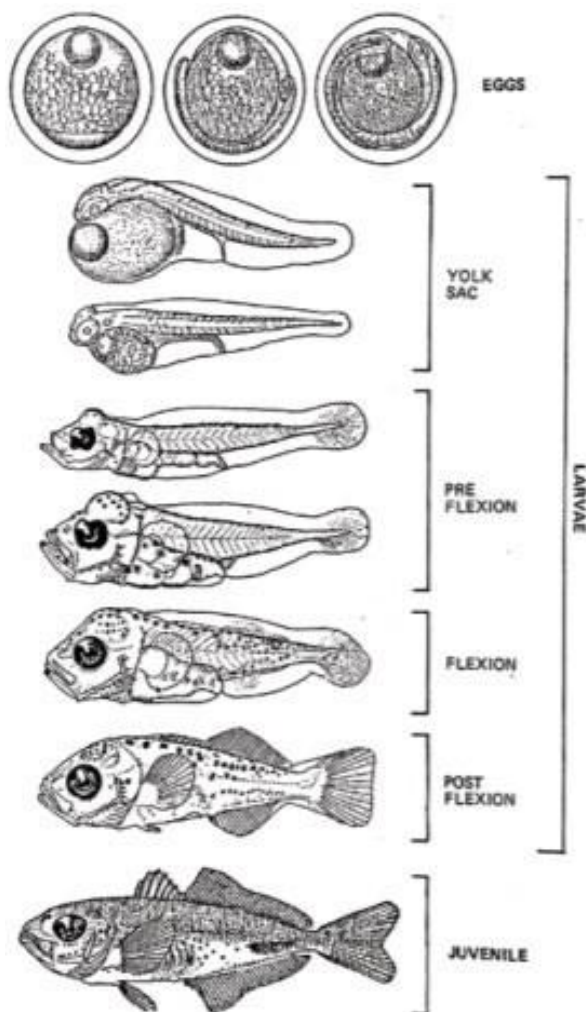 EGGS
YOLK
SAC
PRE
FLEXION
LARVAE
FLEXION
POST
FLEXION
JUVENILE